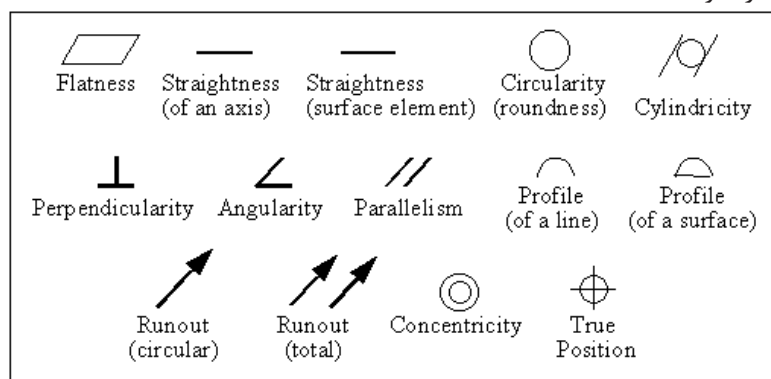 Flatness Straightness Straightness Circularity Cylindricity
(of an axis) (surface element) (roundness)
Perpendicularity Angularity Parallelism Profile Profile
(of a line) (of a surface)
Runout Runout Concentricity True
(circular) (total) Position